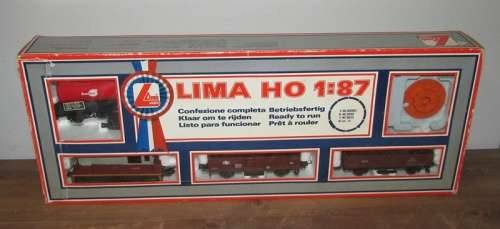 LIMA HO 1:87
Confezione completa Betriebsfertig
Klaar om te rijden Ready to run
Listo para funcionar Prêt à rouler